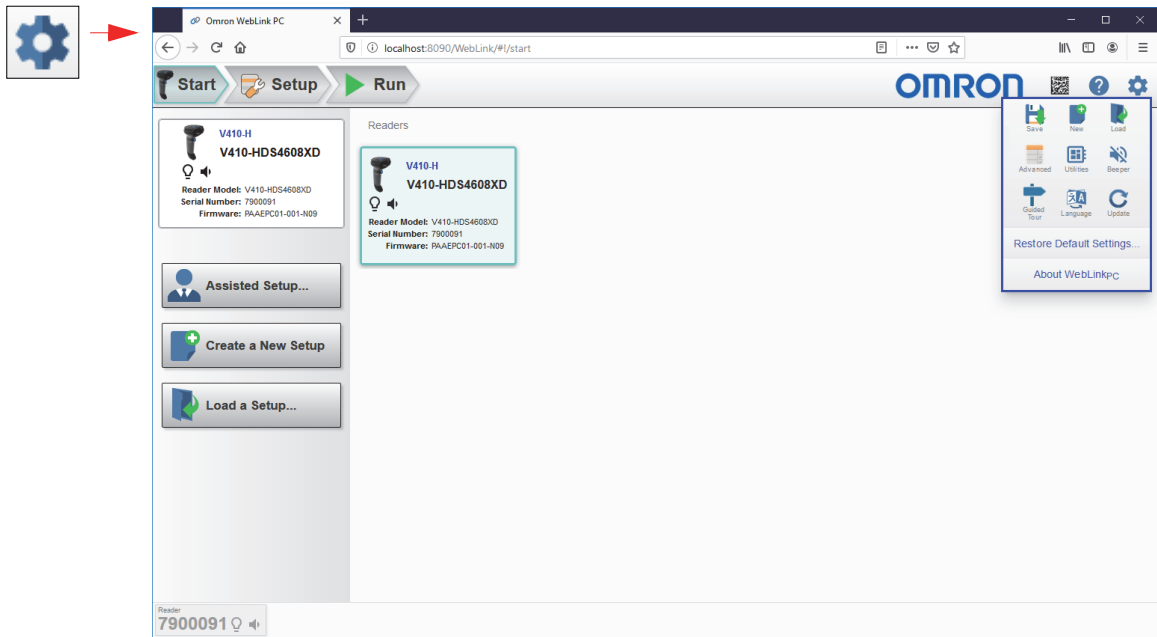 Omron WebLink PC
localhost:8090/WebLink/#!/start
Start
Setup
Run
OMRON
V410-H
V410-HDS4608XD
Reader Model: V410-HDS4608XD
Serial Number: 7900091
Firmware: PAAEPC01-001-N09
Assisted Setup...
Create a New Setup
Load a Setup...
Readers
V410-H
V410-HDS4608XD
Reader Model: V410-HDS4608XD
Serial Number: 7900091
Firmware: PAAEPC01-001-N09
Save
New
Load
Advanced
Utilities
Beeper
Guided
Tour
Language
Update
Restore Default Settings...
About WebLinkPC
Reader
7900091